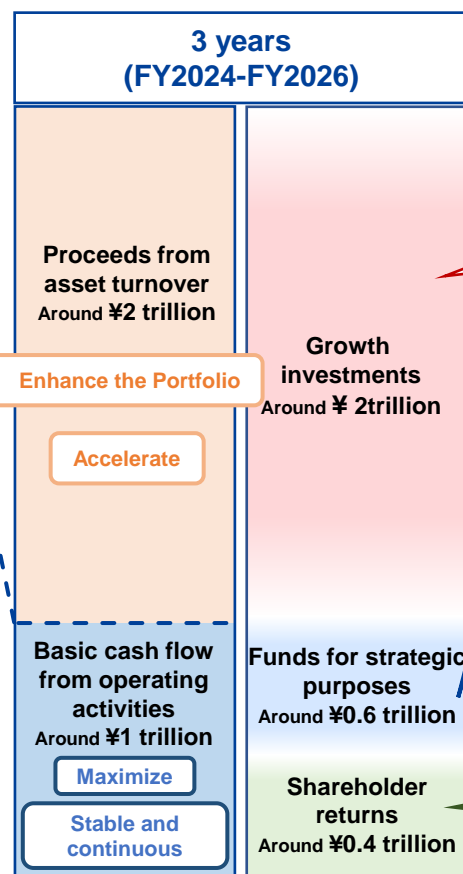 3 years
(FY2024-FY2026)
Proceeds from
asset turnover
Around ¥2 trillion
Enhance the Portfolio
Accelerate
Basic cash flow
from operating
activities
Around ¥1 trillion
Maximize
Stable and
continuous
Growth
investments
Around ¥ 2trillion
Funds for strategic
purposes
Around ¥0.6 trillion
Shareholder
returns
Around ¥0.4 trillion